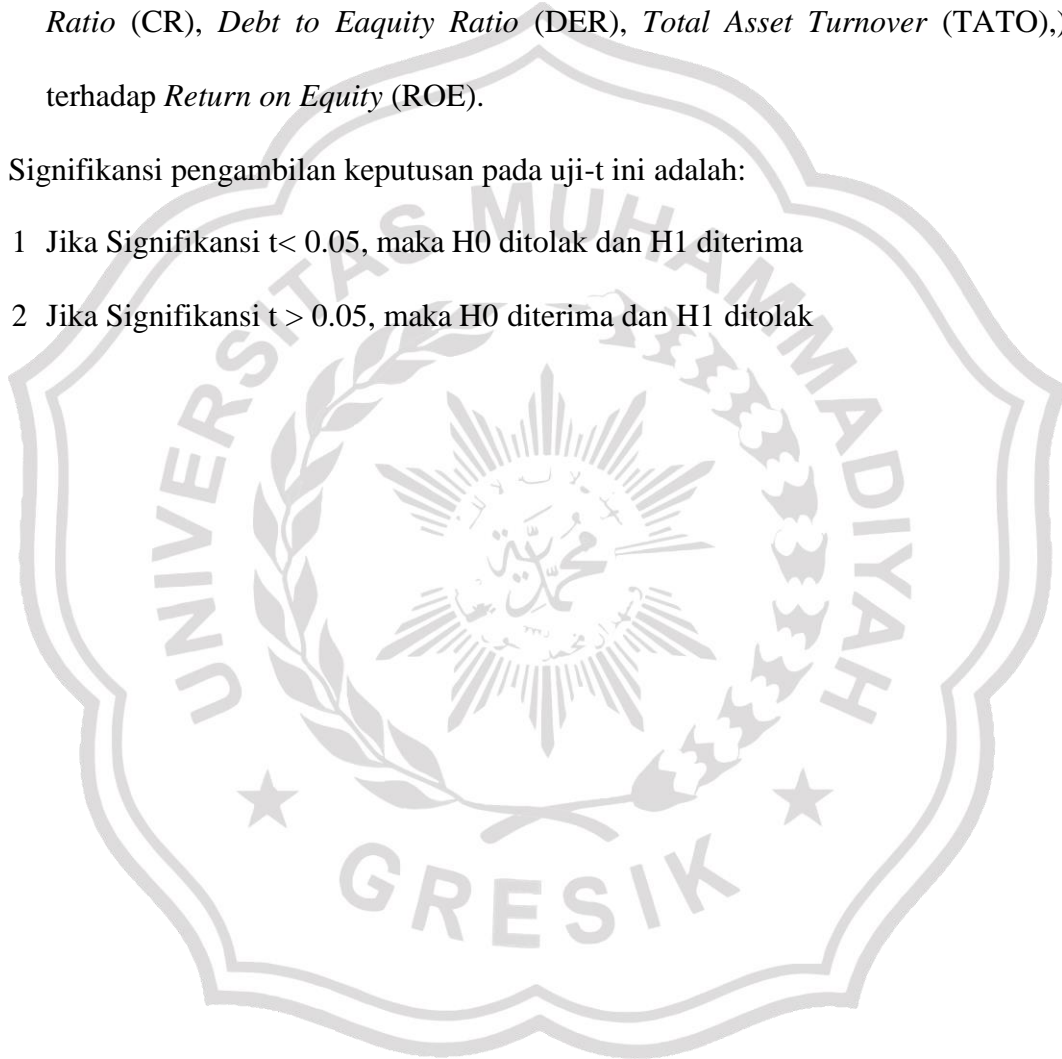 Ratio (CR), Debt to Eaquity Ratio (DER), Total Asset Turnover (TATO),)
terhadap Return on Equity (ROE).
Signifikansi pengambilan keputusan pada uji-t ini adalah:
1 Jika Signifikansi t< 0.05, maka H0 ditolak dan H1 diterima
2 Jika Signifikansi t > 0.05, maka H0 diterima dan H1 ditolak
UNIVERSITAS MUHAMMADIYAH
GRESIK